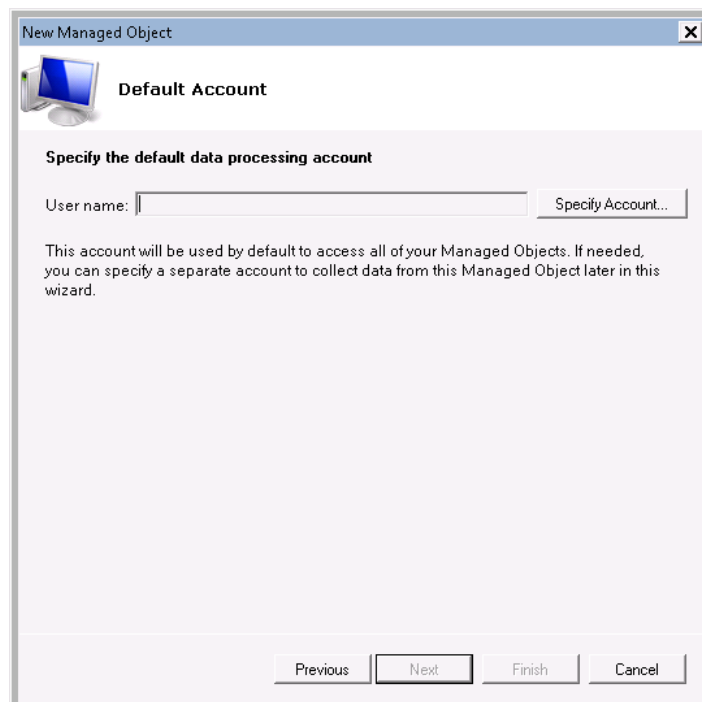 New Managed Object
Default Account
Specify the default data processing account
User name:
Specify Account...
This account will be used by default to access all of your Managed Objects. If needed,
you can specify a separate account to collect data from this Managed Object later in this
wizard.
Previous
Next
Finish
Cancel